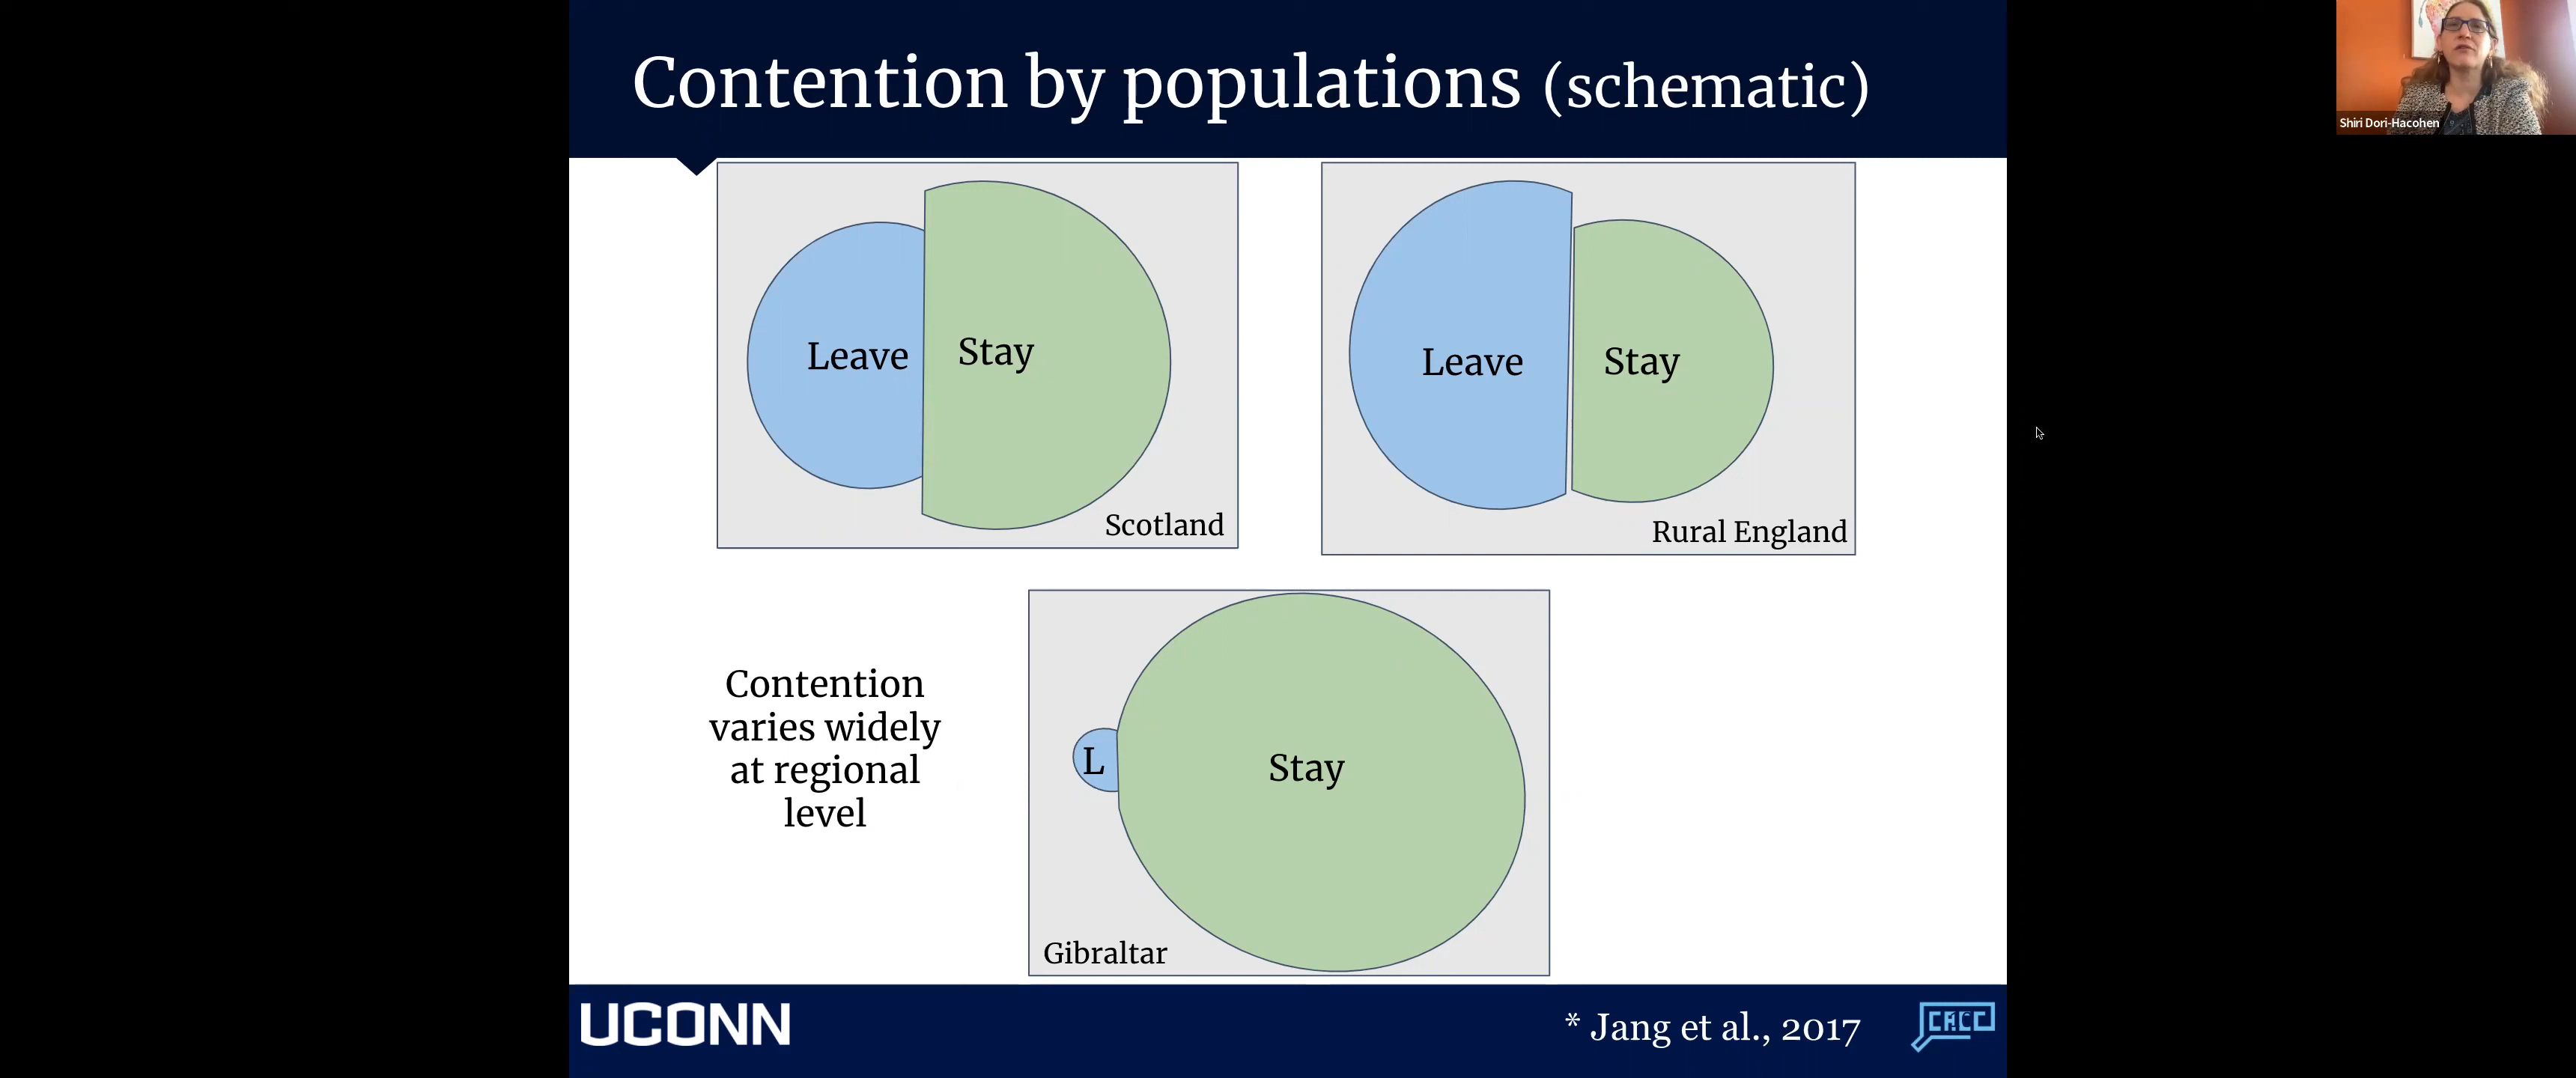 Contention by populations (schematic)
Shiri Dori-Hacohen
Leave
Stay
Scotland
Leave
Stay
Rural England
Contention
varies widely
at regional
level
L
Stay
Gibraltar
UCONN
* Jang et al., 2017